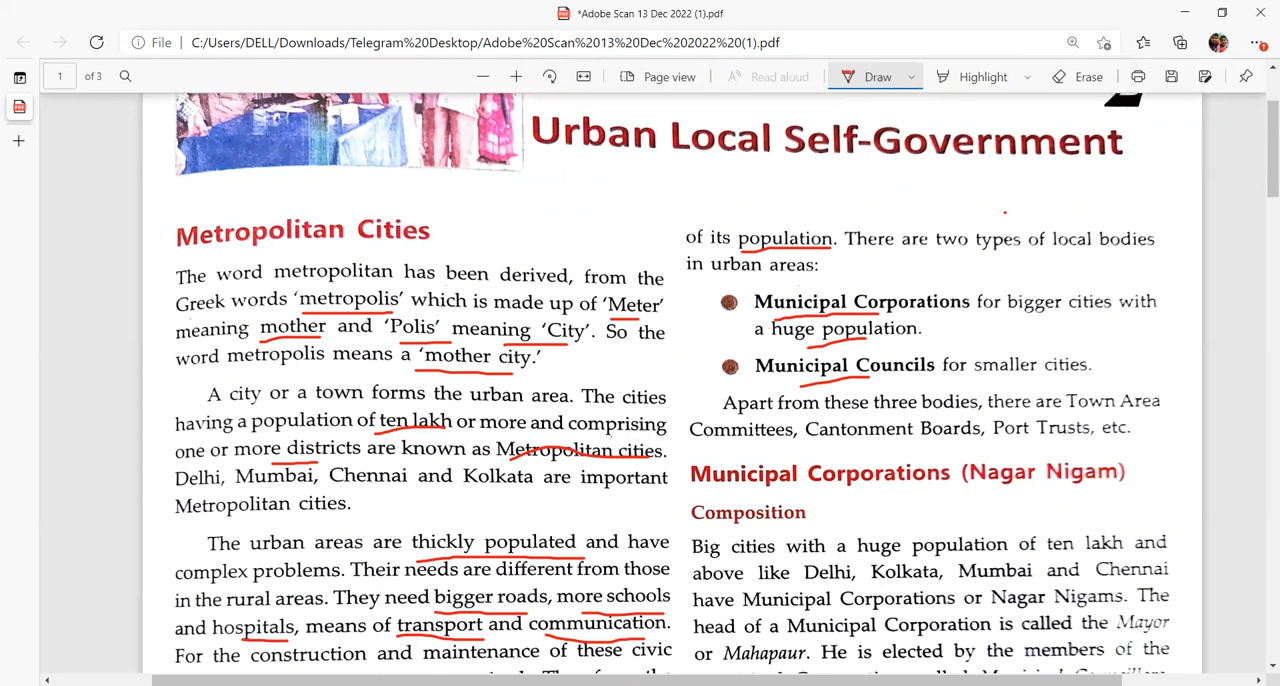 *Adobe Scan 13 Dec 2022 (1).pdf
File C:/Users/DELL/Downloads/Telegram%20Desktop/Adobe%20Scan%2013%20Dec%202022%20(1).pdf
1 of 3 Page view Read aloud Draw Highlight Erase
Urban Local Self-Government
Metropolitan Cities
The word metropolitan has been derived, from the
Greek words 'metropolis' which is made up of 'Meter'
meaning mother and 'Polis' meaning 'City'. So the
word metropolis means a 'mother city.'
A city or a town forms the urban area. The cities
having a population of ten lakh or more and comprising
one or more districts are known as Metropolitan cities.
Delhi, Mumbai, Chennai and Kolkata are important
Metropolitan cities.
The urban areas are thickly populated and have
complex problems. Their needs are different from those
in the rural areas. They need bigger roads, more schools
and hospitals, means of transport and communication.
For the construction and maintenance of these civic
of its population. There are two types of local bodies
in urban areas:
Municipal Corporations for bigger cities with
a huge population.
Municipal Councils for smaller cities.
Apart from these three bodies, there are Town Area
Committees, Cantonment Boards, Port Trusts, etc.
Municipal Corporations (Nagar Nigam)
Composition
Big cities with a huge population of ten lakh and
above like Delhi, Kolkata, Mumbai and Chennai
have Municipal Corporations or Nagar Nigams. The
head of a Municipal Corporation is called the Mayor
or Mahapaur. He is elected by the members of the